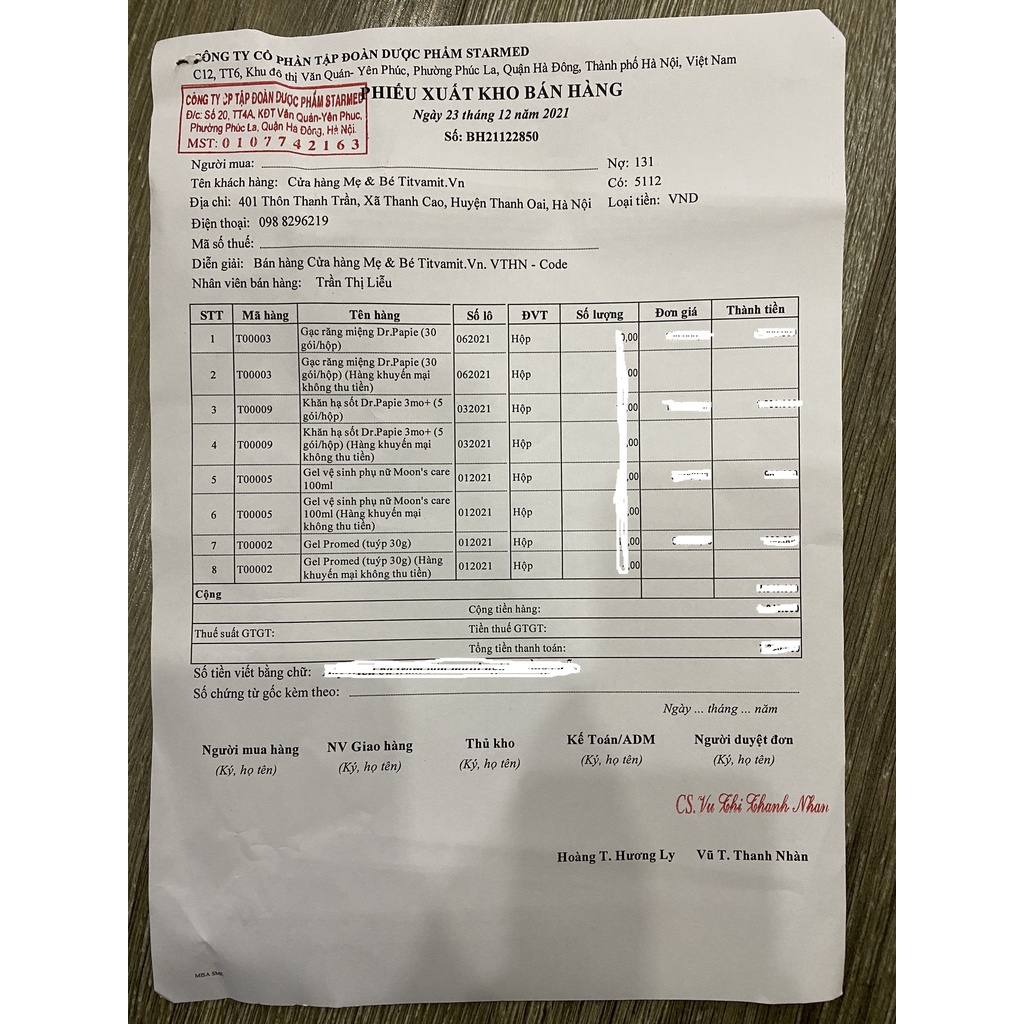 CÔNG TY CỔ PHẦN TẬP ĐOÀN DƯỢC PHẨM STARMED
C12, TT6, Khu đô thị Văn Quán- Yên Phúc, Phường Phúc La, Quận Hà Đông, Thành phố Hà Nội, Việt Nam
PHIẾU XUẤT KHO BÁN HÀNG
CÔNG TY CP TẬP ĐOÀN DƯỢC PHẨM STARMED
Đ/c: Số 20, TT4A, KĐT Văn Quán-Yên Phúc,
Phường Phúc La, Quận Hà Đông, Hà Nội.
MST: 0107742163
Ngày 23 tháng 12 năm 2021
Số: BH21122850
Người mua:
Nợ: 131
Tên khách hàng: Cửa hàng Mẹ & Bé Titvamit.Vn
Có: 5112
Địa chỉ: 401 Thôn Thanh Trần, Xã Thanh Cao, Huyện Thanh Oai, Hà Nội
Loại tiền: VND
Điện thoại: 098 8296219
Mã số thuế:
Diễn giải: Bán hàng Cửa hàng Mẹ & Bé Titvamit.Vn. VTHN - Code
Nhân viên bán hàng: Trần Thị Liễu
STT Mã hàng Tên hàng Số lô ĐVT Số lượng Đơn giá Thành tiền
1 T00003 Gạc răng miệng Dr.Papie (30 gói/hộp) 062021 Hộp ,00
2 T00003 Gạc răng miệng Dr.Papie (30 gói/hộp) (Hàng khuyến mại không thu tiền) 062021 Hộp 00
3 T00009 Khăn hạ sốt Dr.Papie 3mo+ (5 gói/hộp) 032021 Hộp ,00
4 T00009 Khăn hạ sốt Dr.Papie 3mo+ (5 gói/hộp) (Hàng khuyến mại không thu tiền) 032021 Hộp ,00
5 T00005 Gel vệ sinh phụ nữ Moon's care 100ml 012021 Hộp ,00
6 T00005 Gel vệ sinh phụ nữ Moon's care 100ml (Hàng khuyến mại không thu tiền) 012021 Hộp ,00
7 T00002 Gel Promed (tuýp 30g) 012021 Hộp ,00
8 T00002 Gel Promed (tuýp 30g) (Hàng khuyến mại không thu tiền) 012021 Hộp ,00
Cộng
Cộng tiền hàng:
Thuế suất GTGT: Tiền thuế GTGT:
Tổng tiền thanh toán:
Số tiền viết bằng chữ:
Số chứng từ gốc kèm theo:
Ngày ... tháng ... năm
Người mua hàng NV Giao hàng Thủ kho Kế Toán/ADM Người duyệt đơn
(Ký, họ tên) (Ký, họ tên) (Ký, họ tên) (Ký, họ tên) (Ký, họ tên)
CS. Vu Thi Thanh Nhan
Hoàng T. Hương Ly Vũ T. Thanh Nhàn